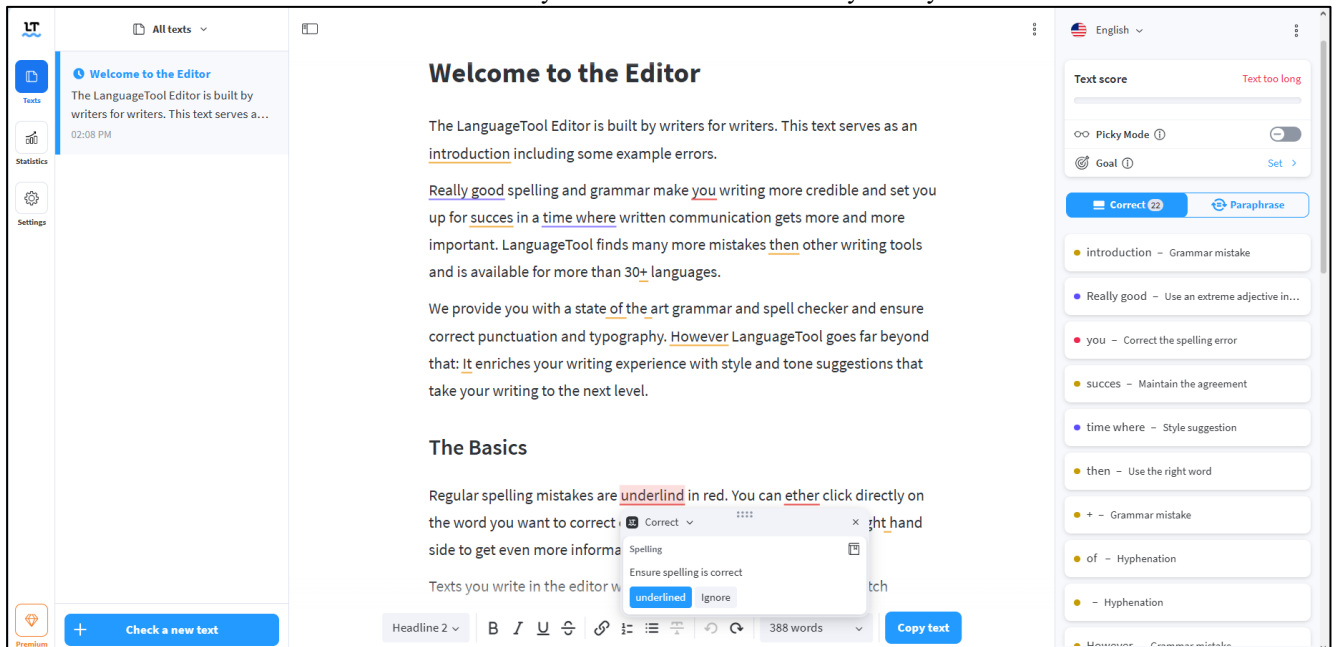 LT
All texts
English
Texts
Statistics
Settings
Premium
Welcome to the Editor
The LanguageTool Editor is built by
writers for writers. This text serves a...
02:08 PM
+ Check a new text
Welcome to the Editor
The LanguageTool Editor is built by writers for writers. This text serves as an
introduction including some example errors.
Really good spelling and grammar make you writing more credible and set you
up for succes in a time where written communication gets more and more
important. LanguageTool finds many more mistakes then other writing tools
and is available for more than 30+ languages.
We provide you with a state of the art grammar and spell checker and ensure
correct punctuation and typography. However LanguageTool goes far beyond
that: It enriches your writing experience with style and tone suggestions that
take your writing to the next level.
The Basics
Regular spelling mistakes are underlind in red. You can ether click directly on
the word you want to correct ght hand
side to get even more informa
Texts you write in the editor w tch
LT Correct
Spelling
Ensure spelling is correct
underlined Ignore
Headline 2 B I U S 388 words Copy text
Text score Text too long
Picky Mode
Goal Set >
Correct 22 Paraphrase
introduction – Grammar mistake
Really good – Use an extreme adjective in...
you – Correct the spelling error
succes – Maintain the agreement
time where – Style suggestion
then – Use the right word
+ – Grammar mistake
of – Hyphenation
– Hyphenation
However – Grammar mistake